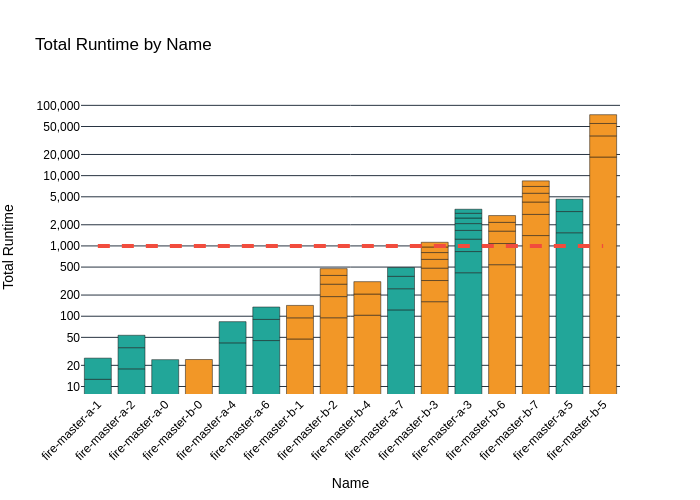 Total Runtime by Name
Total Runtime
100,000
50,000
20,000
10,000
5,000
2,000
1,000
500
200
100
50
20
10
fire-master-a-1
fire-master-a-2
fire-master-a-0
fire-master-b-0
fire-master-a-4
fire-master-a-6
fire-master-b-1
fire-master-b-2
fire-master-b-4
fire-master-a-7
fire-master-b-3
fire-master-a-3
fire-master-b-6
fire-master-b-7
fire-master-a-5
fire-master-b-5
Name